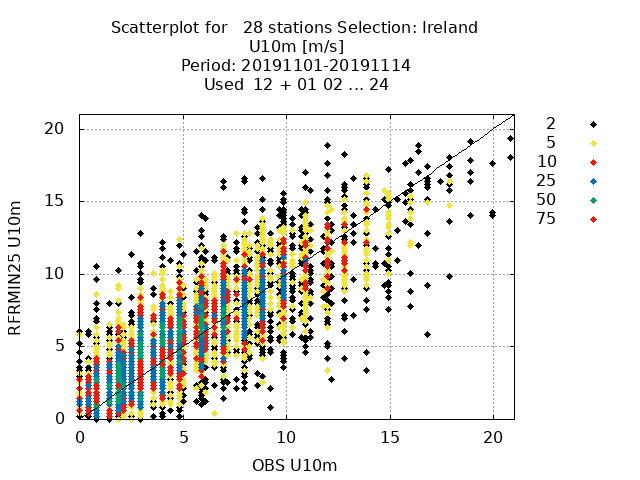 Scatterplot for   28 stations Selection: Ireland
U10m [m/s]
Period: 20191101-20191114
Used  12 + 01 02 ... 24
RFRMIN25 U10m
20
15
10
5
0
0 5 10 15 20
OBS U10m
2
5
10
25
50
75